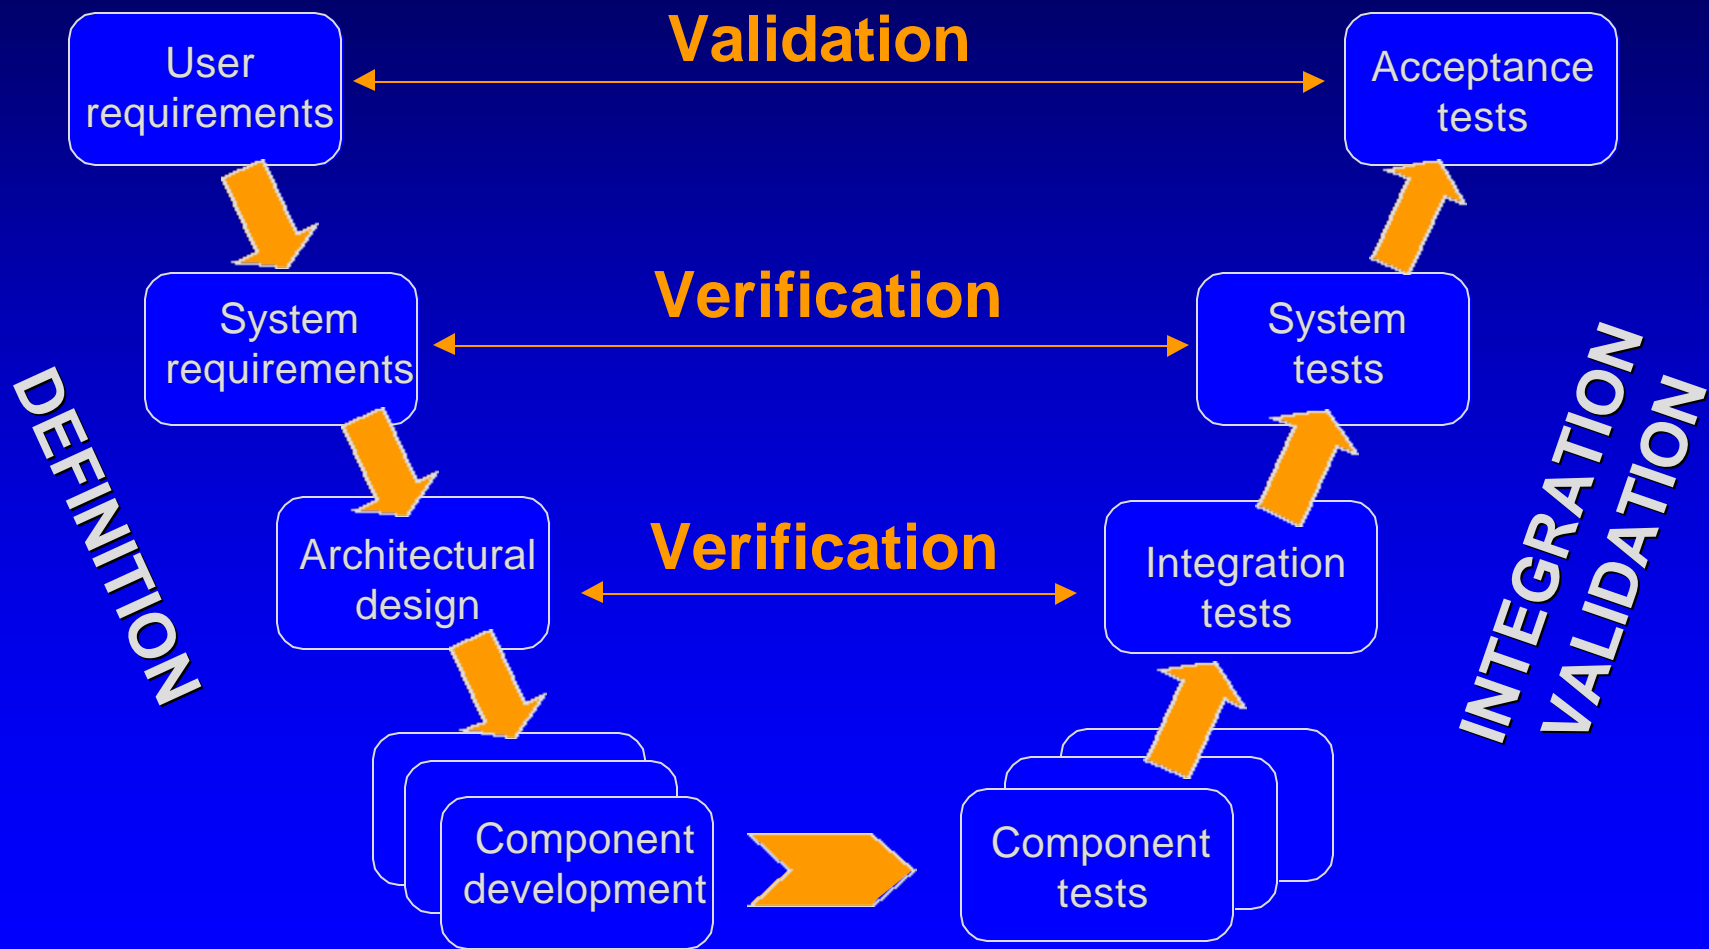 Validation
User
requirements
Acceptance
tests
Verification
System
requirements
System
tests
DEFINITION
INTEGRATION
VALIDATION
Verification
Architectural
design
Integration
tests
Component
development
Component
tests